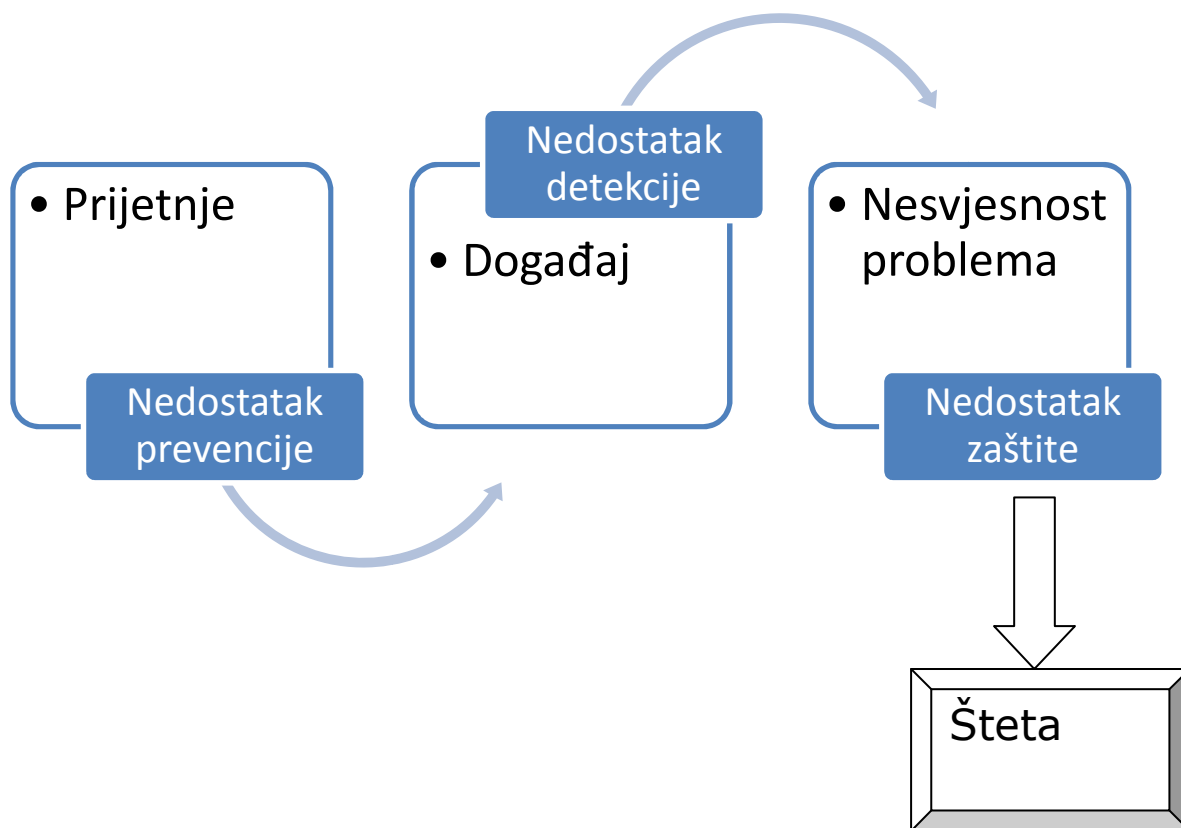 • Prijetnje
Nedostatak
prevencije
Nedostatak
detekcije
• Događaj
• Nesvjesnost
problema
Nedostatak
zaštite
Šteta